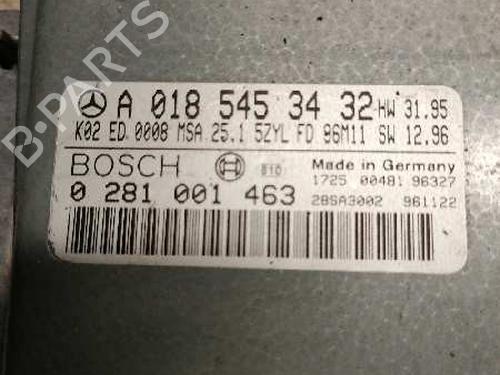 B-PARTS
A 018 545 34 32 HW 31.95
K02 ED 0008 MSA 25.1 5ZYL FD 96M11 SW 12.96
BOSCH 810 Made in Germany
0 281 001 463 1725 00481 96327
28SA3002 961122